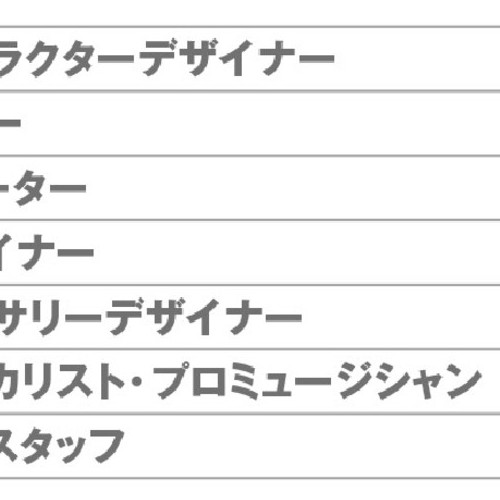 ラクターデザイナー
ー
ーター
イナー
サリーデザイナー
カリスト・プロミュージシャン
スタッフ